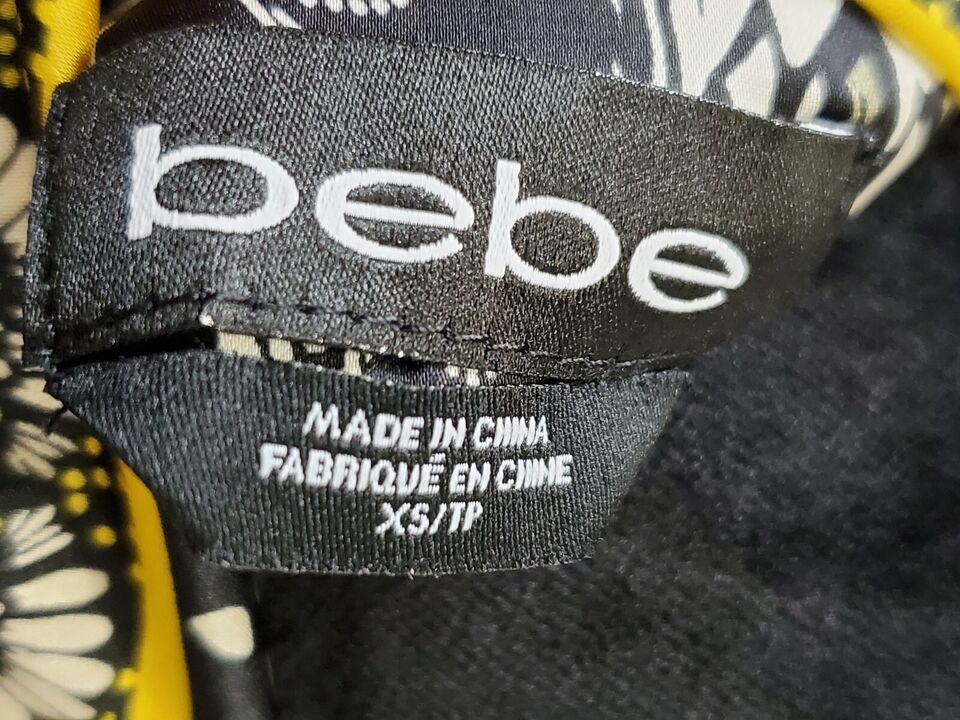 bebe
MADE IN CHINA
FABRIQUÉ EN CHINE
XS/TP